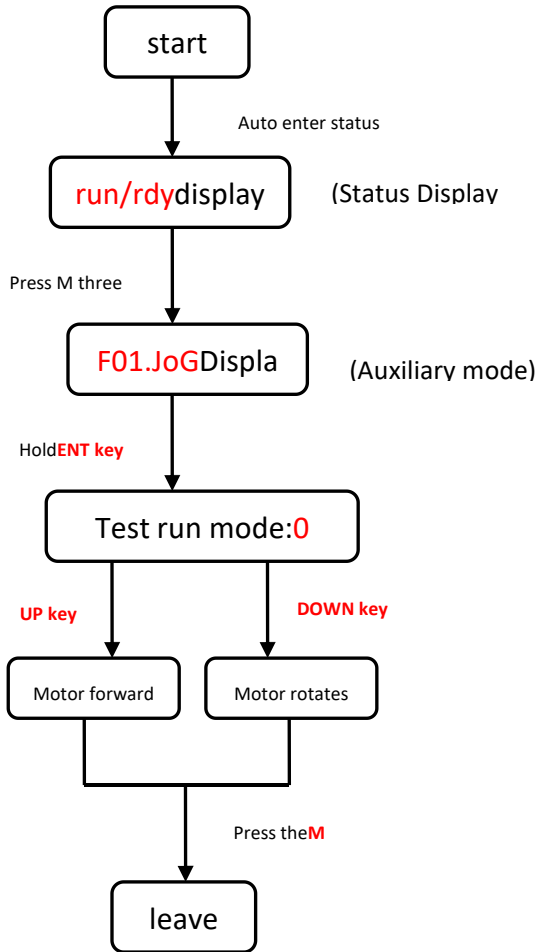 start
Auto enter status
run/rdydisplay
(Status Display
Press M three
F01.JoGDispla
(Auxiliary mode)
HoldENT key
Test run mode:0
UP key
DOWN key
Motor forward
Motor rotates
Press theM
leave